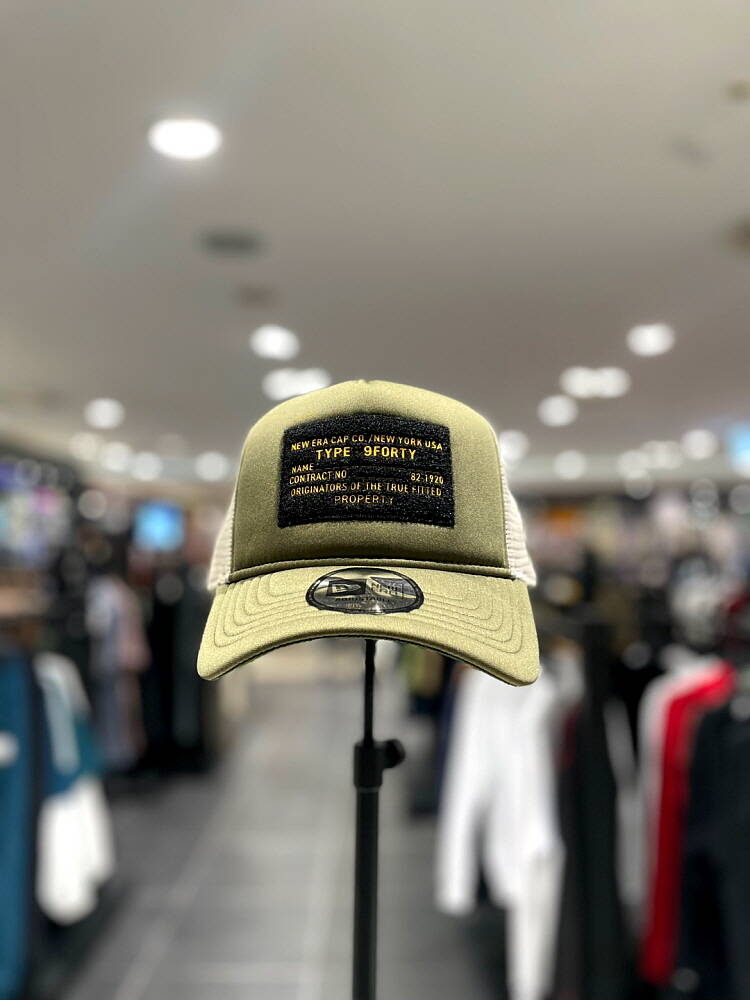 NEW ERA CAP CO./NEW YORK USA
TYPE 9FORTY
NAME
CONTRACT NO 82-1920
ORIGINATORS OF THE TRUE FITTED
PROPERTY